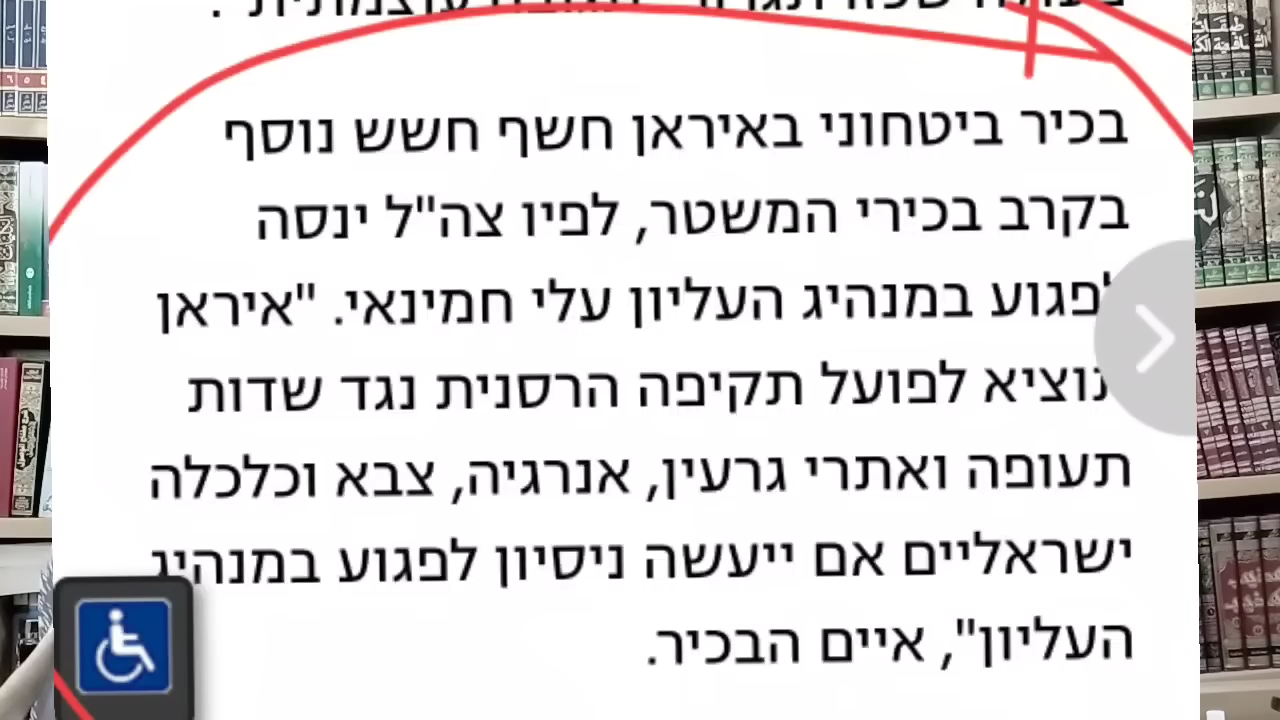 בכיר ביטחוני באיראן חשף חשש נוסף
בקרב בכירי המשטר, לפיו צה"ל ינסה
לפגוע במנהיג העליון עלי חמינאי. "איראן
תוציא לפועל תקיפה הרסנית נגד שדות
תעופה ואתרי גרעין, אנרגיה, צבא וכלכלה
ישראליים אם ייעשה ניסיון לפגוע במנהיג
העליון", איים הבכיר.